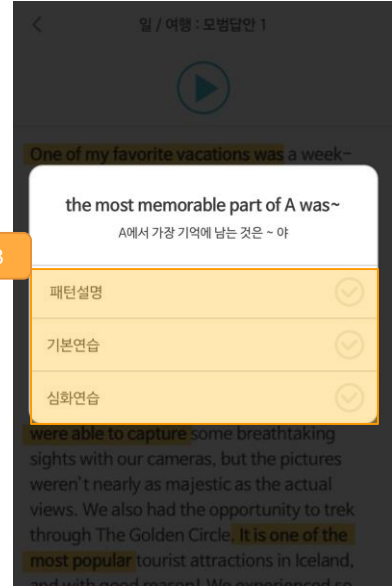 일 / 여행 : 모범답안 1
One of my favorite vacations was a week~
the most memorable part of A was~
A에서 가장 기억에 남는 것은 ~ 야
3
패턴설명
기본연습
심화연습
were able to capture some breathtaking
sights with our cameras, but the pictures
weren't nearly as majestic as the actual
views. We also had the opportunity to trek
through The Golden Circle. It is one of the
most popular tourist attractions in Iceland,
and with good reason! We experienced so